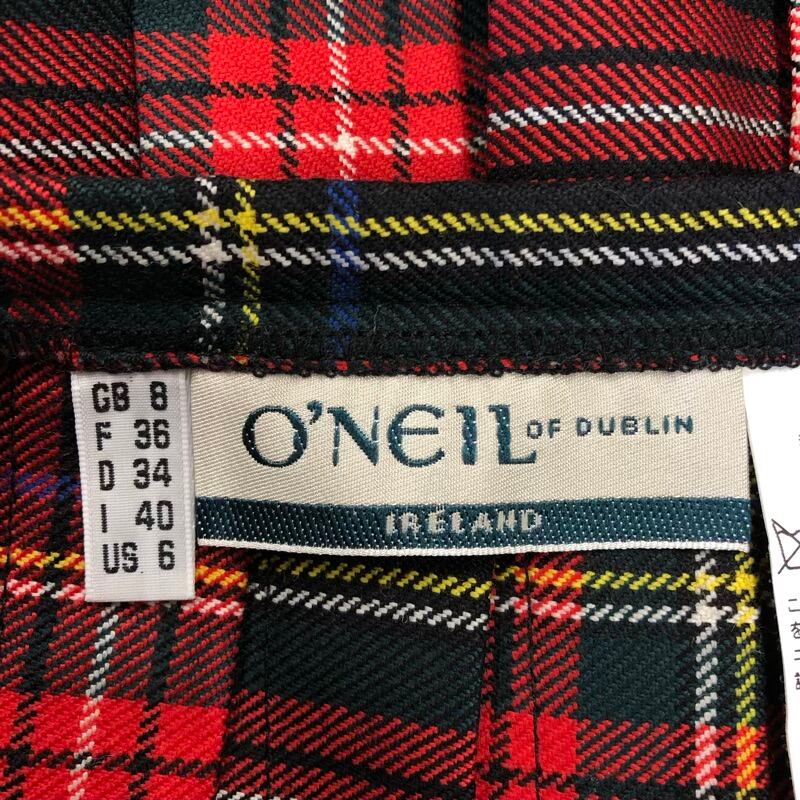 GB 8
F 36
D 34
I 40
US 6
O'NEIL OF DUBLIN
IRELAND